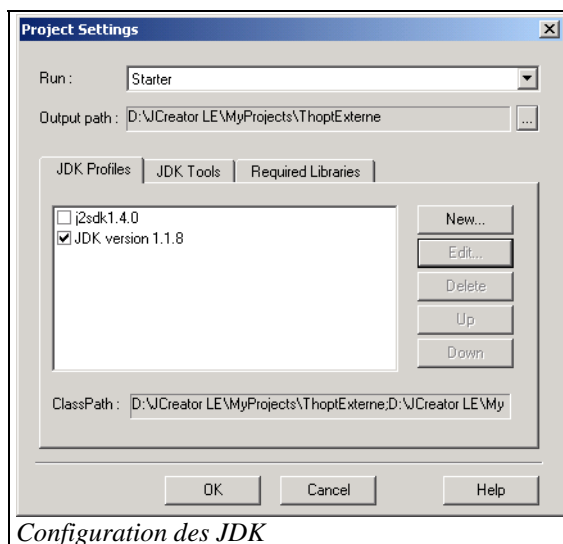 Project Settings
Run :
Starter
Output path : D:\JCreator LE\MyProjects\ThoptExterne ...
JDK Profiles JDK Tools Required Libraries
j2sdk1.4.0
JDK version 1.1.8
New...
Edit...
Delete
Up
Down
ClassPath : D:\JCreator LE\MyProjects\ThoptExterne;D:\JCreator LE\My
OK Cancel Help
Configuration des JDK